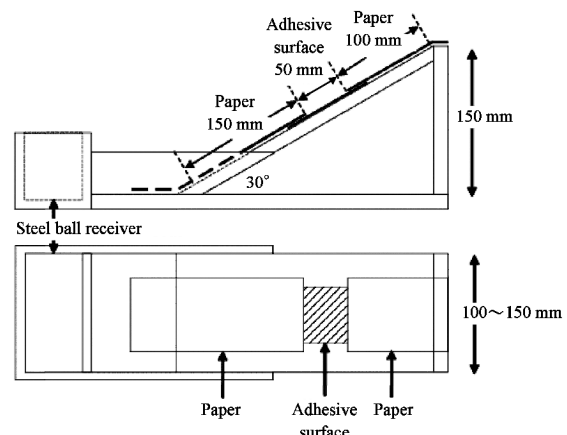 Adhesive
surface
50 mm
Paper
100 mm
Paper
150 mm
150 mm
30°
Steel ball receiver
100～150 mm
Paper
Adhesive
surface
Paper